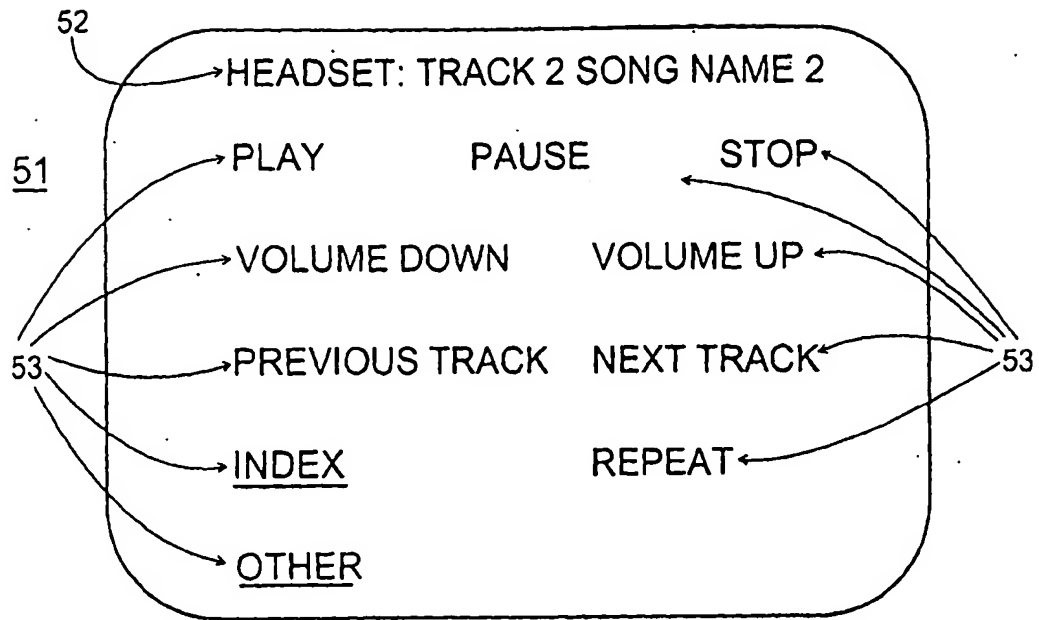 52
HEADSET: TRACK 2 SONG NAME 2
51
PLAY PAUSE STOP
VOLUME DOWN VOLUME UP
53 PREVIOUS TRACK NEXT TRACK 53
INDEX REPEAT
OTHER